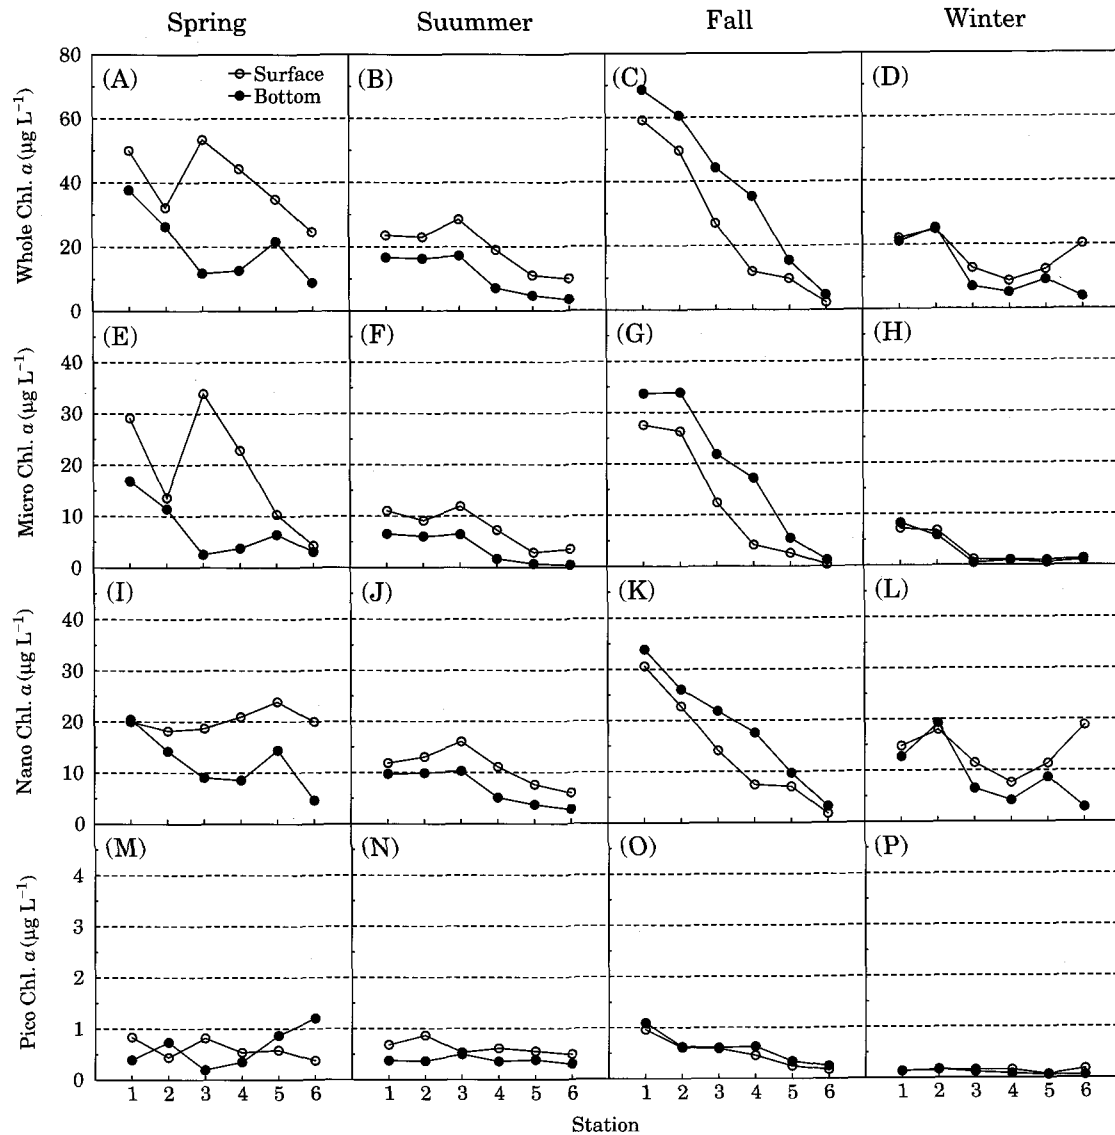 Spring Suummer Fall Winter
Whole Chl. a (μg L⁻¹)
80
60
40
20
0
(A) (B) (C) (D)
Surface
Bottom
Micro Chl. a (μg L⁻¹)
40
30
20
10
0
(E) (F) (G) (H)
Nano Chl. a (μg L⁻¹)
40
30
20
10
0
(I) (J) (K) (L)
Pico Chl. a (μg L⁻¹)
4
3
2
1
0
(M) (N) (O) (P)
1 2 3 4 5 6 1 2 3 4 5 6 1 2 3 4 5 6 1 2 3 4 5 6
Station